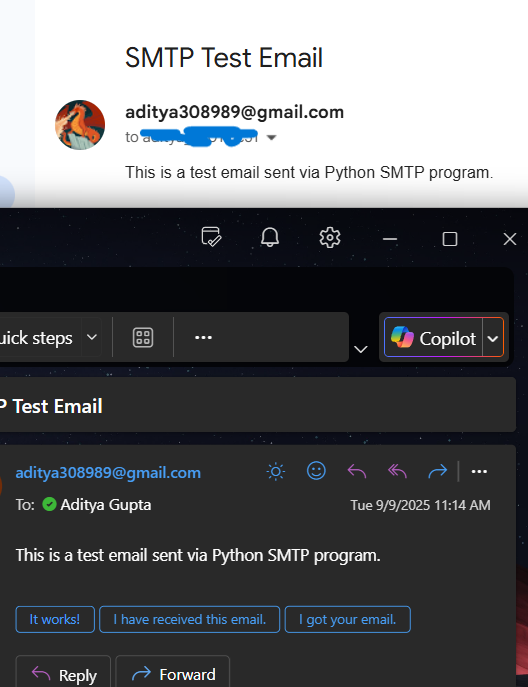 SMTP Test Email
aditya308989@gmail.com
to
This is a test email sent via Python SMTP program.
uick steps
Copilot
P Test Email
aditya308989@gmail.com
To: Aditya Gupta
Tue 9/9/2025 11:14 AM
This is a test email sent via Python SMTP program.
It works! I have received this email. I got your email.
Reply Forward